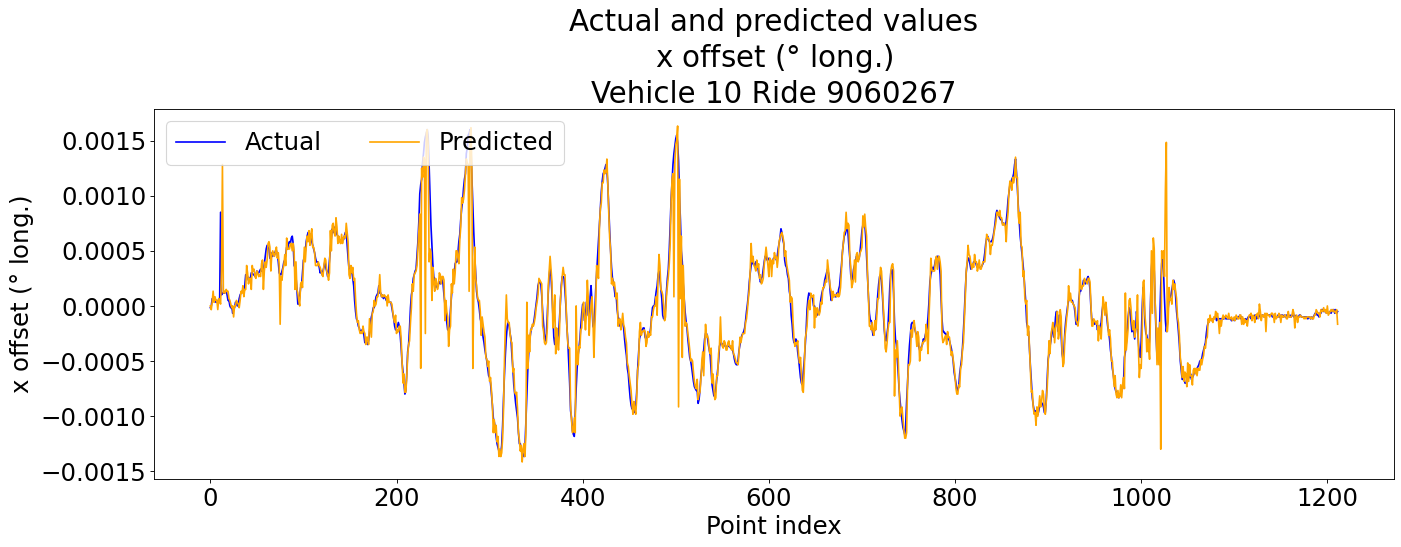 Actual and predicted values
x offset (° long.)
Vehicle 10 Ride 9060267
Actual
Predicted
x offset (° long.)
0.0015
0.0010
0.0005
0.0000
−0.0005
−0.0010
−0.0015
0 200 400 600 800 1000 1200
Point index